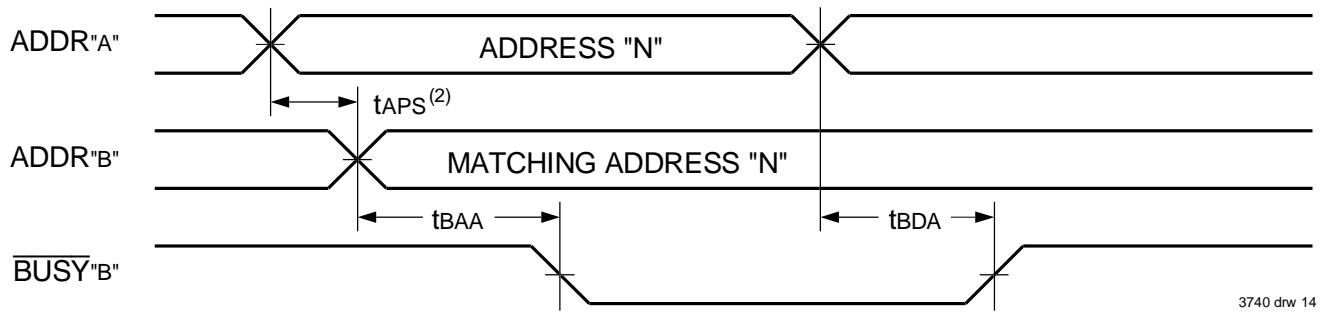 ADDR"A"
ADDRESS "N"
tAPS(2)
ADDR"B"
MATCHING ADDRESS "N"
tBAA
tBDA
BUSY"B"
3740 drw 14